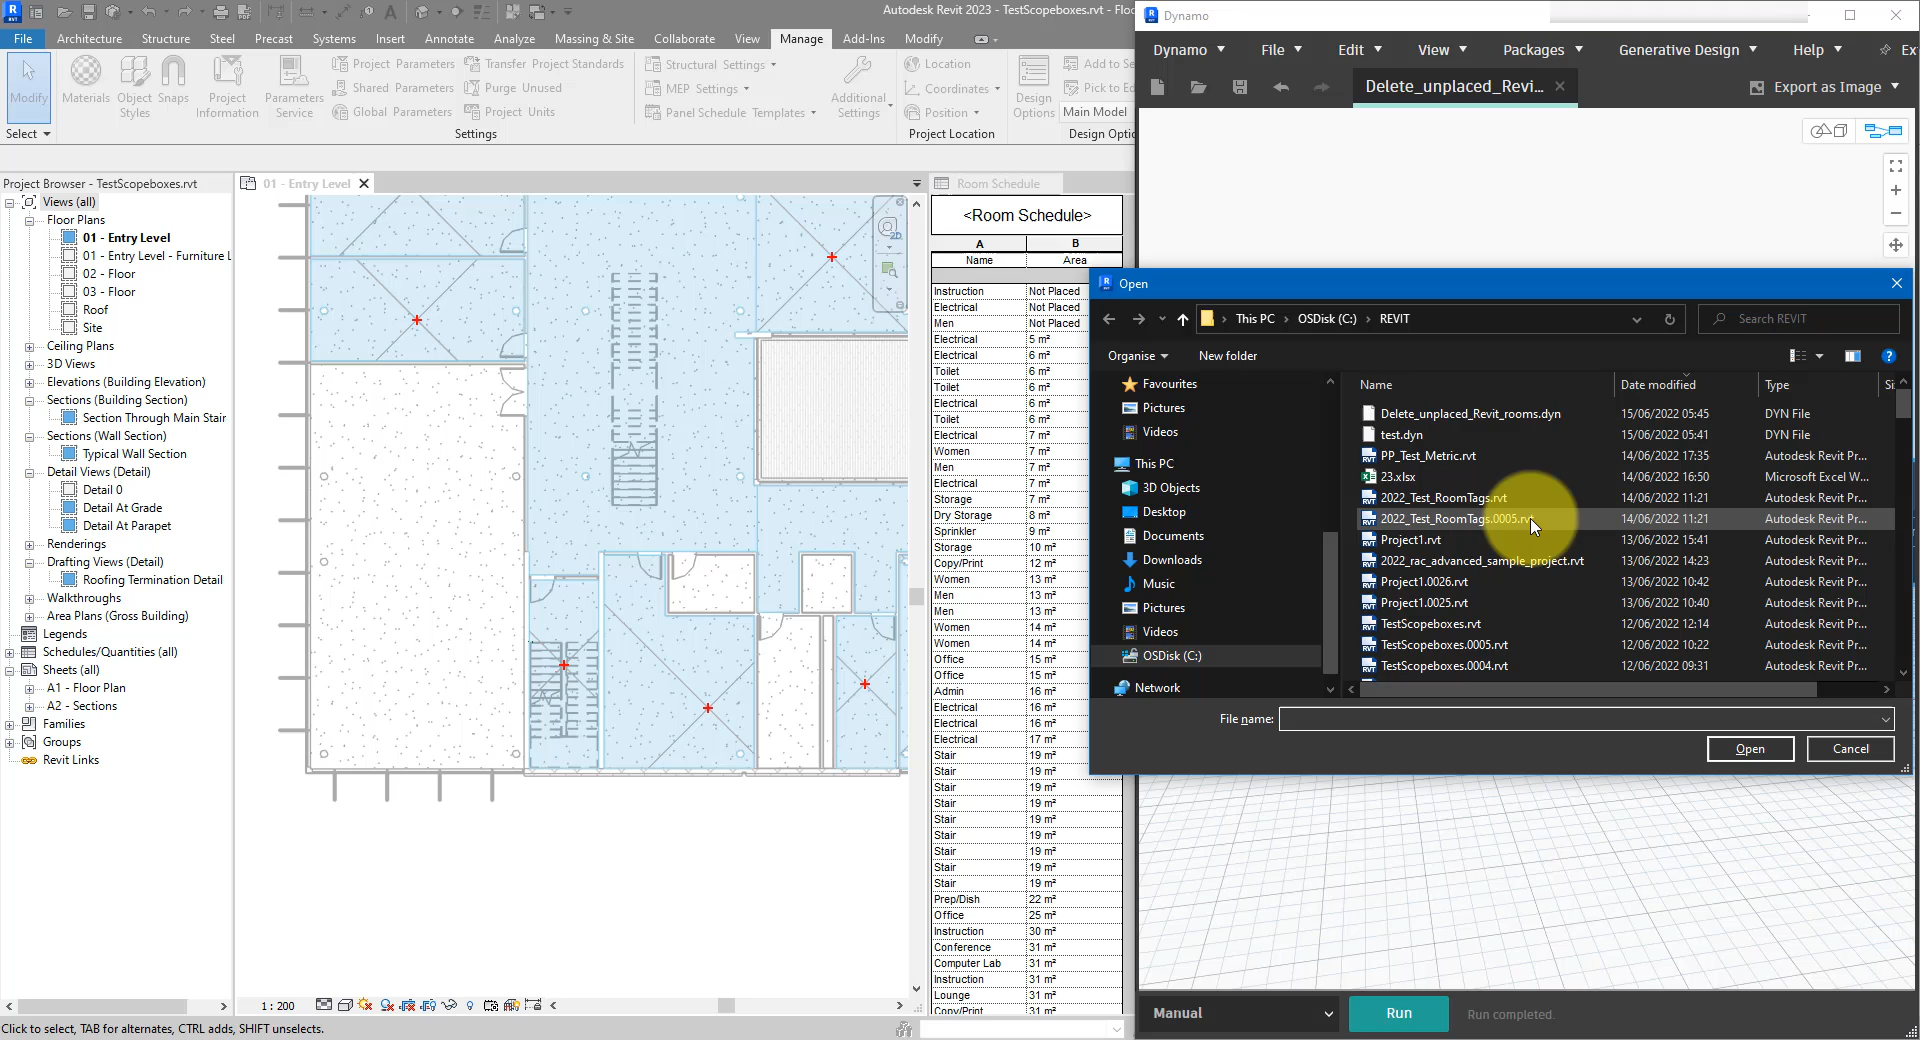 Autodesk Revit 2023 - TestScopeboxes.rvt - Flo
File
Architecture
Structure
Steel
Precast
Systems
Insert
Annotate
Analyze
Massing & Site
Collaborate
View
Manage
Add-Ins
Modify
Modify
Materials
Object Styles
Snaps
Project Information
Parameters Service
Project Parameters
Shared Parameters
Global Parameters
Transfer Project Standards
Purge Unused
Project Units
Structural Settings
MEP Settings
Panel Schedule Templates
Additional Settings
Location
Coordinates
Position
Design Options
Add to Se
Pick to Ed
Main Model
Select
Settings
Project Location
Design Optio
Project Browser - TestScopeboxes.rvt
Views (all)
Floor Plans
01 - Entry Level
01 - Entry Level - Furniture L
02 - Floor
03 - Floor
Roof
Site
Ceiling Plans
3D Views
Elevations (Building Elevation)
Sections (Building Section)
Section Through Main Stair
Sections (Wall Section)
Typical Wall Section
Detail Views (Detail)
Detail 0
Detail At Grade
Detail At Parapet
Renderings
Drafting Views (Detail)
Roofing Termination Detail
Walkthroughs
Area Plans (Gross Building)
Legends
Schedules/Quantities (all)
Sheets (all)
A1 - Floor Plan
A2 - Sections
Families
Groups
Revit Links
01 - Entry Level
2D
1 : 200
Click to select, TAB for alternates, CTRL adds, SHIFT unselects.
Room Schedule
<Room Schedule>
A B
Name Area
Instruction Not Placed
Electrical Not Placed
Men Not Placed
Electrical 5 m²
Electrical 6 m²
Toilet 6 m²
Toilet 6 m²
Electrical 6 m²
Toilet 6 m²
Electrical 7 m²
Women 7 m²
Men 7 m²
Electrical 7 m²
Storage 7 m²
Dry Storage 8 m²
Sprinkler 9 m²
Storage 10 m²
Copy/Print 12 m²
Women 13 m²
Men 13 m²
Men 13 m²
Women 14 m²
Women 14 m²
Office 15 m²
Office 15 m²
Admin 16 m²
Electrical 16 m²
Electrical 16 m²
Electrical 17 m²
Stair 19 m²
Stair 19 m²
Stair 19 m²
Stair 19 m²
Stair 19 m²
Stair 19 m²
Stair 19 m²
Stair 19 m²
Stair 19 m²
Prep/Dish 22 m²
Office 25 m²
Instruction 30 m²
Conference 31 m²
Computer Lab 31 m²
Instruction 31 m²
Lounge 31 m²
Copy/Print 31 m²
Dynamo
Dynamo File Edit View Packages Generative Design Help Ex
Delete_unplaced_Revi...
Export as Image
Open
This PC OSDisk (C:) REVIT
Search REVIT
Organise New folder
Favourites
Pictures
Videos
This PC
3D Objects
Desktop
Documents
Downloads
Music
Pictures
Videos
OSDisk (C:)
Network
Name Date modified Type Si
Delete_unplaced_Revit_rooms.dyn 15/06/2022 05:45 DYN File
test.dyn 15/06/2022 05:41 DYN File
PP_Test_Metric.rvt 14/06/2022 17:35 Autodesk Revit Pr...
23.xlsx 14/06/2022 16:50 Microsoft Excel W...
2022_Test_RoomTags.rvt 14/06/2022 11:21 Autodesk Revit Pr...
2022_Test_RoomTags.0005.rvt 14/06/2022 11:21 Autodesk Revit Pr...
Project1.rvt 13/06/2022 15:41 Autodesk Revit Pr...
2022_rac_advanced_sample_project.rvt 13/06/2022 14:23 Autodesk Revit Pr...
Project1.0026.rvt 13/06/2022 10:42 Autodesk Revit Pr...
Project1.0025.rvt 13/06/2022 10:40 Autodesk Revit Pr...
TestScopeboxes.rvt 12/06/2022 12:14 Autodesk Revit Pr...
TestScopeboxes.0005.rvt 12/06/2022 10:22 Autodesk Revit Pr...
TestScopeboxes.0004.rvt 12/06/2022 09:31 Autodesk Revit Pr...
File name:
Open Cancel
Manual
Run
Run completed.